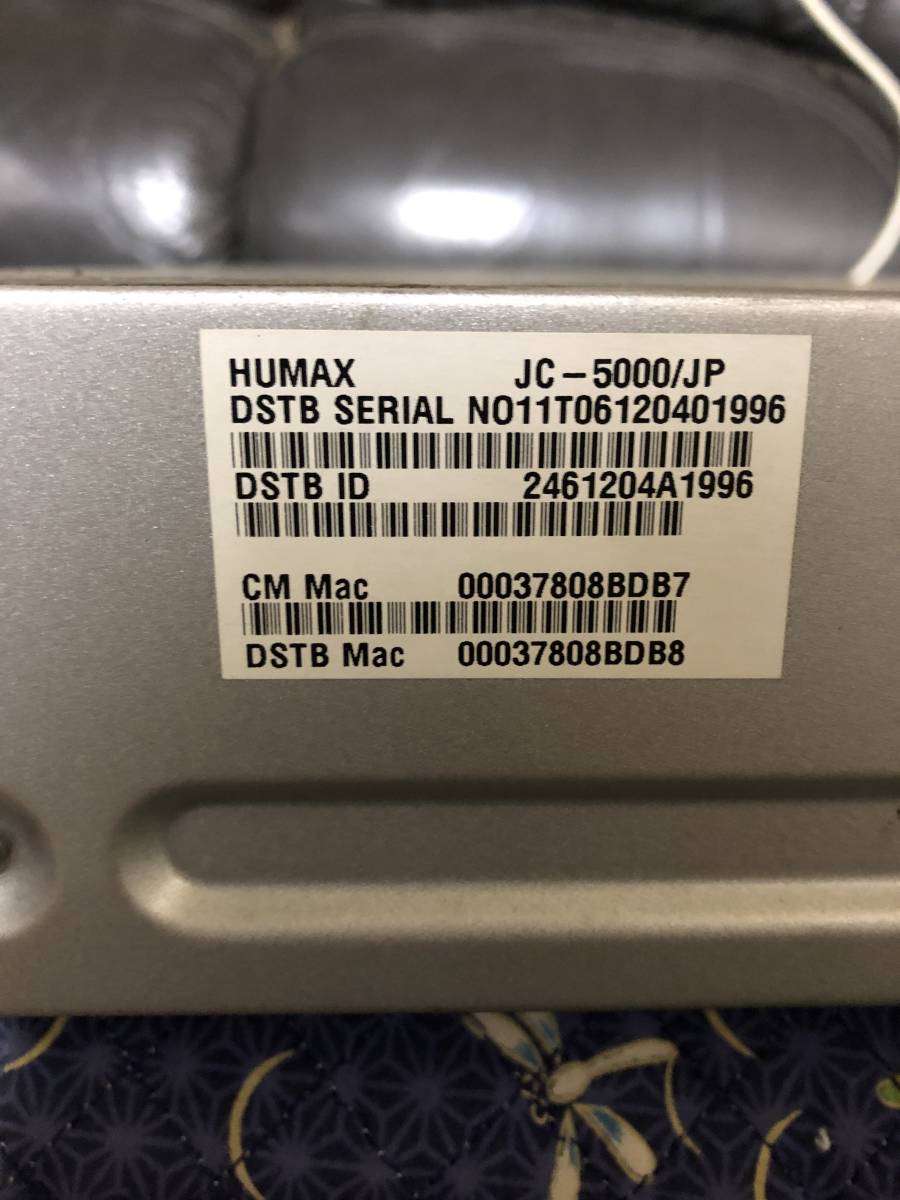 HUMAX JC-5000/JP
DSTB SERIAL NO11T06120401996
DSTB ID 2461204A1996
CM Mac 00037808BDB7
DSTB Mac 00037808BDB8